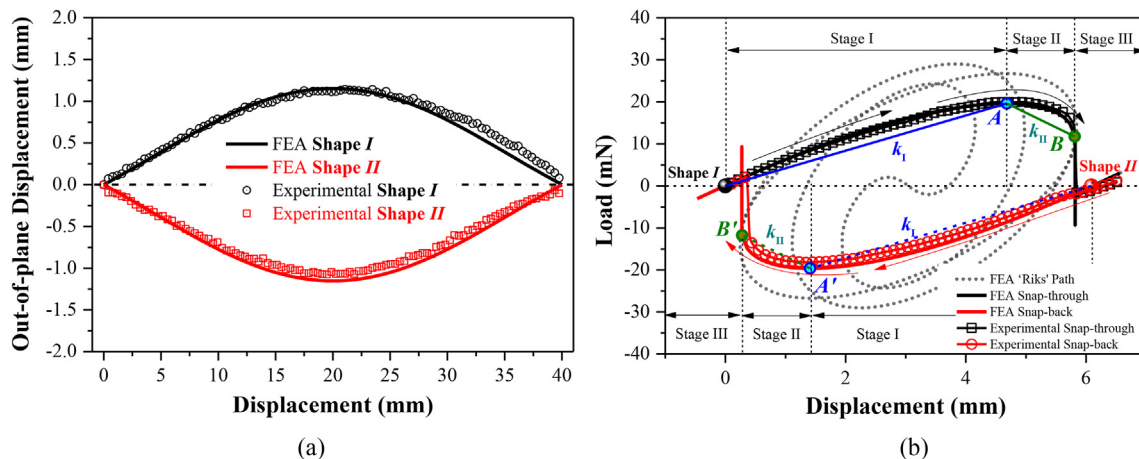 2.0
1.5
1.0
0.5
0.0
-0.5
-1.0
-1.5
-2.0
Out-of-plane Displacement (mm)
FEA Shape I
FEA Shape II
Experimental Shape I
Experimental Shape II
0 5 10 15 20 25 30 35 40
Displacement (mm)
(a)
40
30
20
10
0
-10
-20
-30
-40
Load (mN)
Stage I Stage II Stage III
A
B
kII
kI
Shape I
Shape II
B'
kII
kI
A'
FEA 'Riks' Path
FEA Snap-through
FEA Snap-back
Experimental Snap-through
Experimental Snap-back
Stage III Stage II Stage I
0 2 4 6
Displacement (mm)
(b)